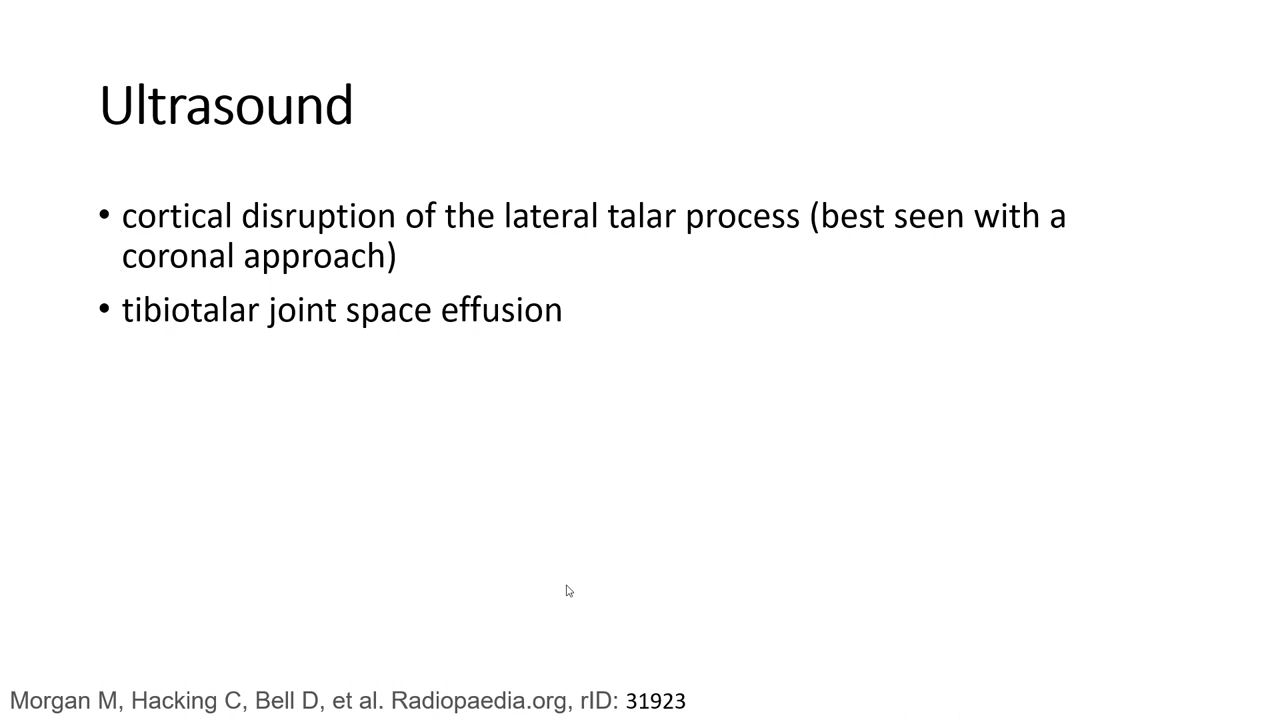 Ultrasound
• cortical disruption of the lateral talar process (best seen with a
coronal approach)
• tibiotalar joint space effusion
Morgan M, Hacking C, Bell D, et al. Radiopaedia.org, rID: 31923